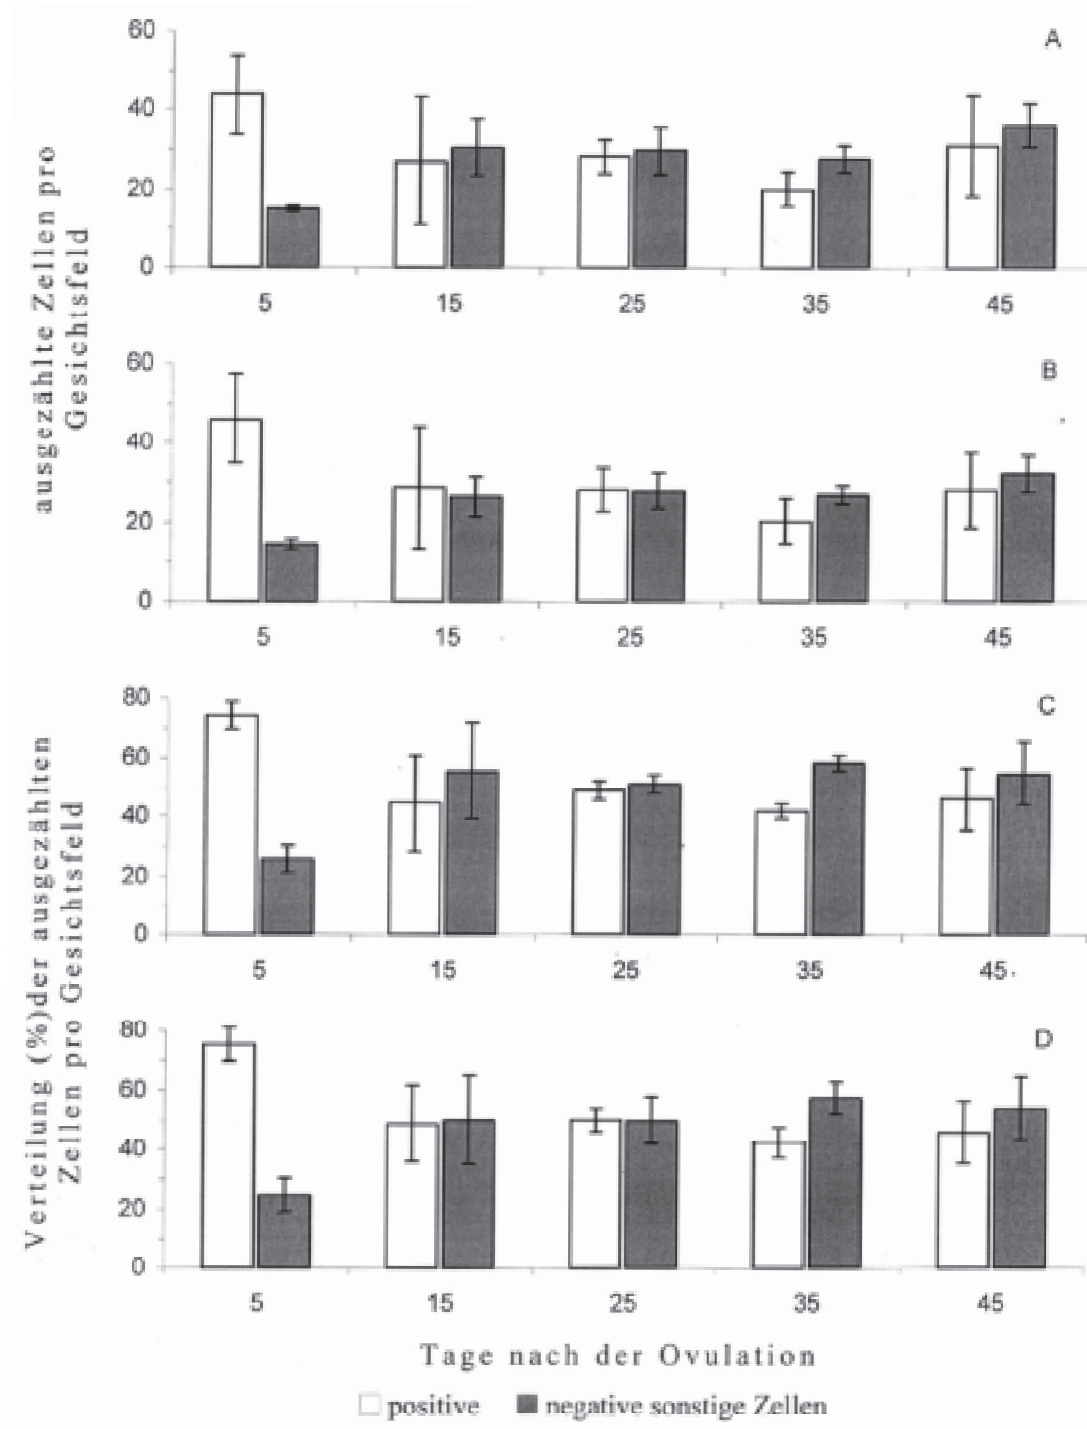 A
60
40
20
0
5 15 25 35 45
ausgezählte Zellen pro
Gesichtsfeld
B
60
40
20
0
5 15 25 35 45
C
80
60
40
20
0
5 15 25 35 45
Verteilung (%)der ausgezählten
Zellen pro Gesichtsfeld
D
80
60
40
20
0
5 15 25 35 45
Tage nach der Ovulation
positive negative sonstige Zellen